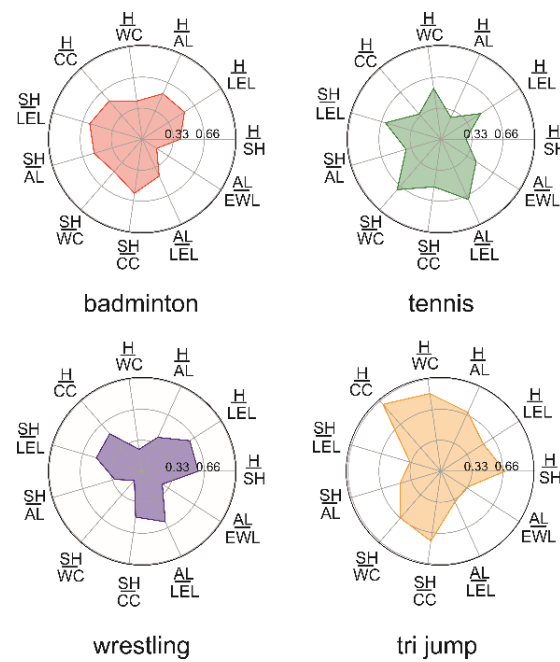 H
WC
H
AL
H
LEL
H
SH
AL
EWL
AL
LEL
SH
CC
SH
WC
SH
AL
SH
LEL
H
CC
0.33 0.66
badminton
H
WC
H
AL
H
LEL
H
SH
AL
EWL
AL
LEL
SH
CC
SH
WC
SH
AL
SH
LEL
H
CC
0.33 0.66
tennis
H
WC
H
AL
H
LEL
H
SH
AL
EWL
AL
LEL
SH
CC
SH
WC
SH
AL
SH
LEL
H
CC
0.33 0.66
wrestling
H
WC
H
AL
H
LEL
H
SH
AL
EWL
AL
LEL
SH
CC
SH
WC
SH
AL
SH
LEL
H
CC
0.33 0.66
tri jump